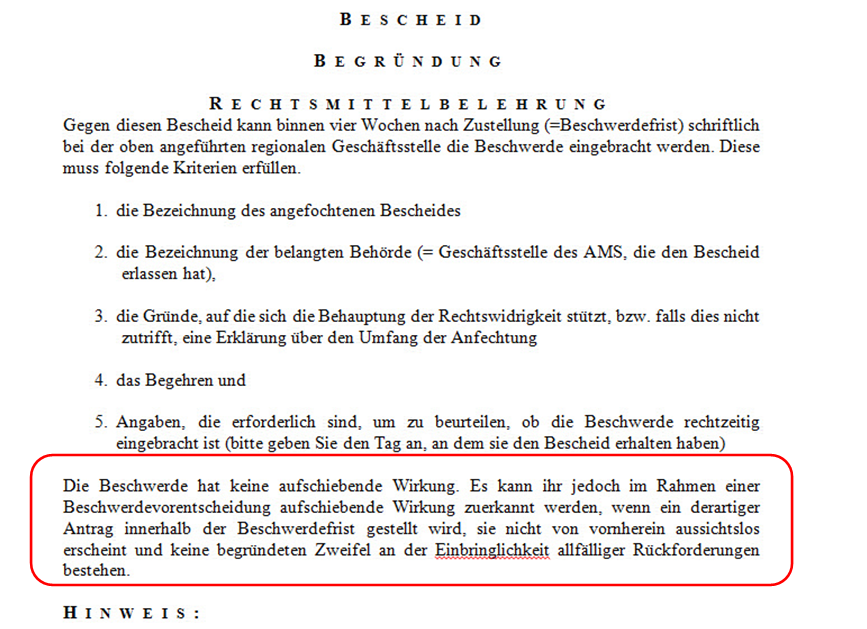 BESCHEID
BEGRÜNDUNG
RECHTSMITTELBELEHRUNG
Gegen diesen Bescheid kann binnen vier Wochen nach Zustellung (=Beschwerdefrist) schriftlich
bei der oben angeführten regionalen Geschäftsstelle die Beschwerde eingebracht werden. Diese
muss folgende Kriterien erfüllen.
1. die Bezeichnung des angefochtenen Bescheides
2. die Bezeichnung der belangten Behörde (= Geschäftsstelle des AMS, die den Bescheid
erlassen hat),
3. die Gründe, auf die sich die Behauptung der Rechtswidrigkeit stützt, bzw. falls dies nicht
zutrifft, eine Erklärung über den Umfang der Anfechtung
4. das Begehren und
5. Angaben, die erforderlich sind, um zu beurteilen, ob die Beschwerde rechtzeitig
eingebracht ist (bitte geben Sie den Tag an, an dem sie den Bescheid erhalten haben)
Die Beschwerde hat keine aufschiebende Wirkung. Es kann ihr jedoch im Rahmen einer
Beschwerdevorentscheidung aufschiebende Wirkung zuerkannt werden, wenn ein derartiger
Antrag innerhalb der Beschwerdefrist gestellt wird, sie nicht von vornherein aussichtslos
erscheint und keine begründeten Zweifel an der Einbringlichkeit allfälliger Rückforderungen
bestehen.
HINWEIS: